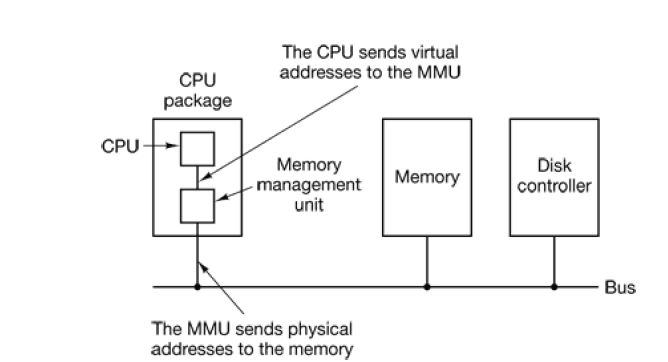 The CPU sends virtual
addresses to the MMU
CPU
package
CPU
Memory
management
unit
Memory
Disk
controller
Bus
The MMU sends physical
addresses to the memory